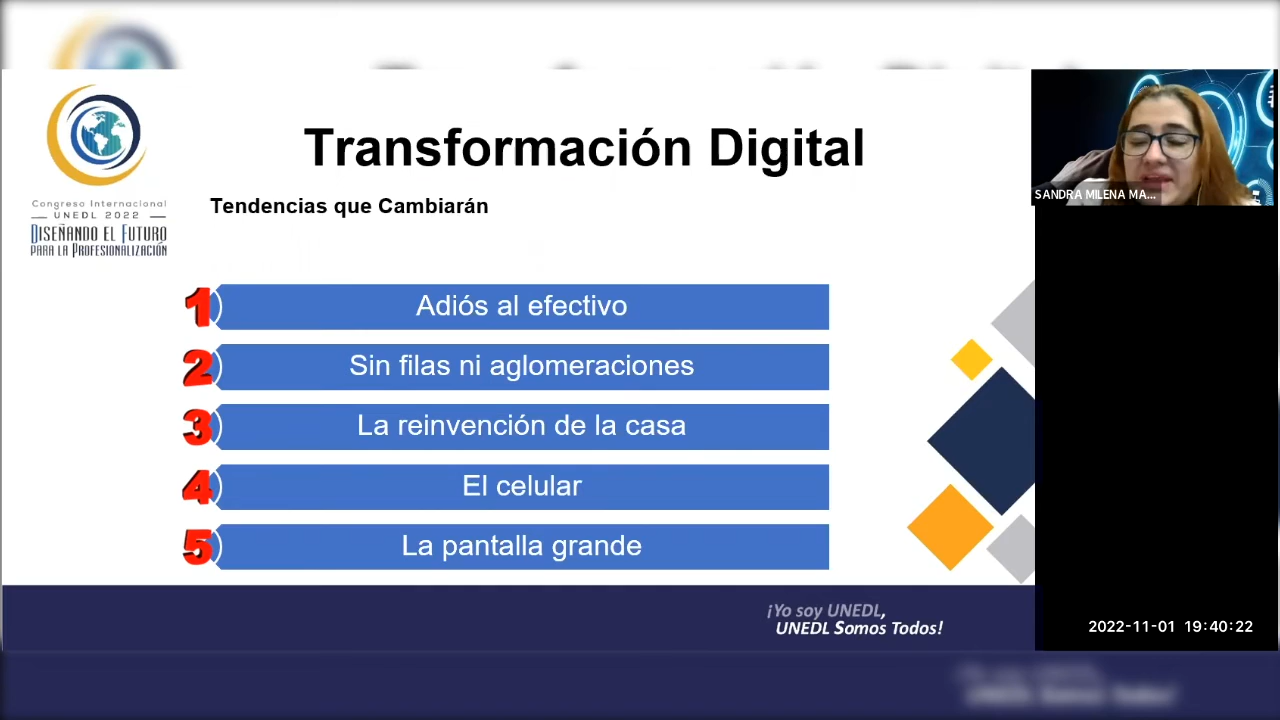 Transformación Digital
Tendencias que Cambiarán
Congreso Internacional
UNEDL 2022
DISEÑANDO EL FUTURO
PARA LA PROFESIONALIZACIÓN
1 Adiós al efectivo
2 Sin filas ni aglomeraciones
3 La reinvención de la casa
4 El celular
5 La pantalla grande
¡Yo soy UNEDL,
UNEDL Somos Todos!
SANDRA MILENA MA...
2022-11-01 19:40:22